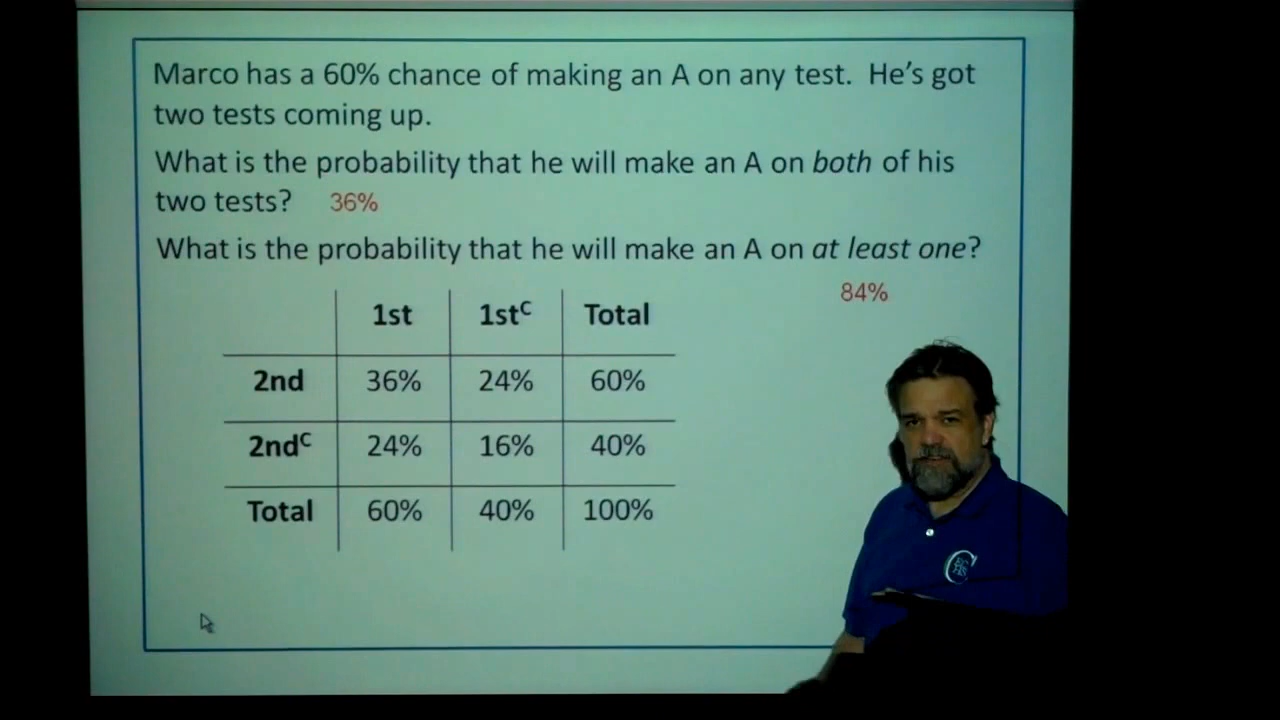 Marco has a 60% chance of making an A on any test. He's got
two tests coming up.
What is the probability that he will make an A on both of his
two tests? 36%
What is the probability that he will make an A on at least one?
84%
1st 1stC Total
2nd 36% 24% 60%
2ndC 24% 16% 40%
Total 60% 40% 100%